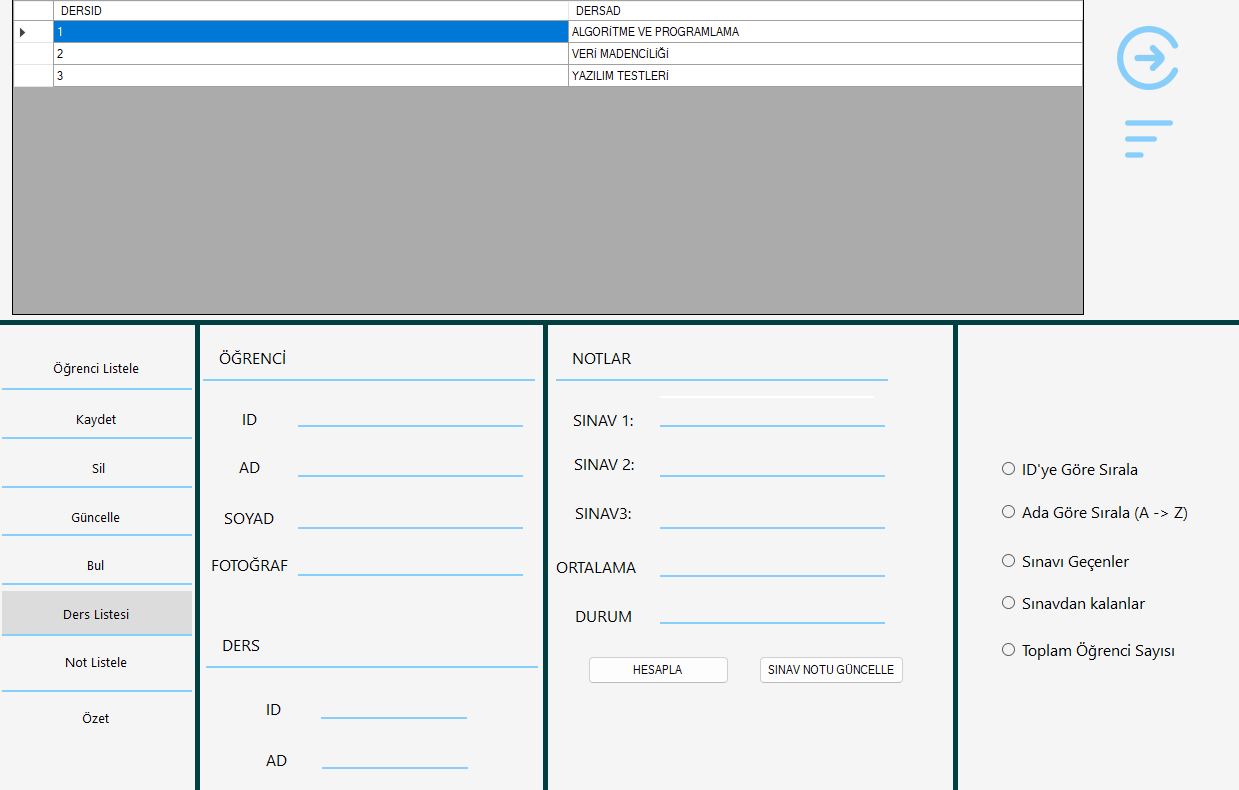 DERSID DERSAD
1 ALGORİTME VE PROGRAMLAMA
2 VERİ MADENCİLİĞİ
3 YAZILIM TESTLERİ
Öğrenci Listele
Kaydet
Sil
Güncelle
Bul
Ders Listesi
Not Listele
Özet
ÖĞRENCİ
ID
AD
SOYAD
FOTOĞRAF
DERS
ID
AD
NOTLAR
SINAV 1:
SINAV 2:
SINAV3:
ORTALAMA
DURUM
HESAPLA SINAV NOTU GÜNCELLE
ID'ye Göre Sırala
Ada Göre Sırala (A -> Z)
Sınavı Geçenler
Sınavdan kalanlar
Toplam Öğrenci Sayısı